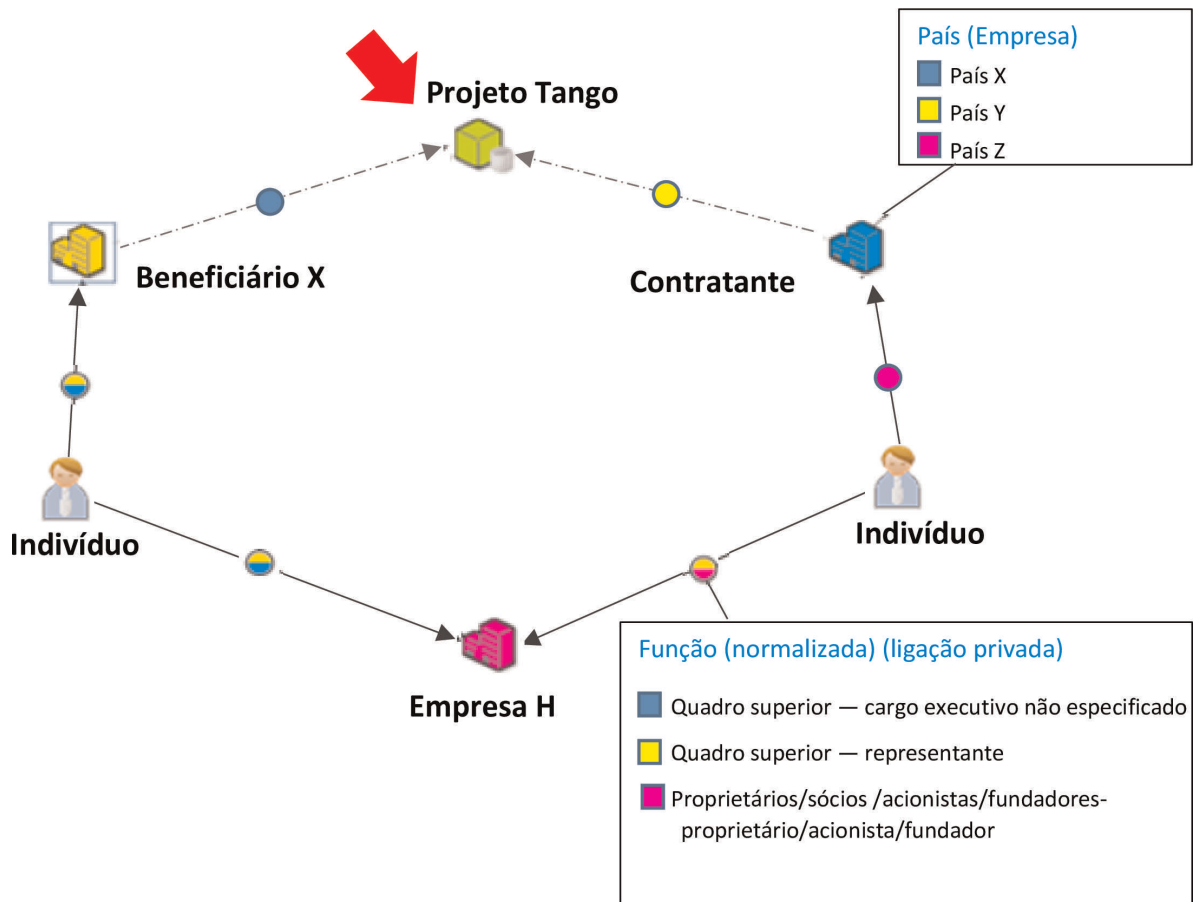 País (Empresa)
País X
País Y
País Z
Projeto Tango
Beneficiário X
Contratante
Indivíduo
Indivíduo
Empresa H
Função (normalizada) (ligação privada)
Quadro superior — cargo executivo não especificado
Quadro superior — representante
Proprietários/sócios /acionistas/fundadores-
proprietário/acionista/fundador